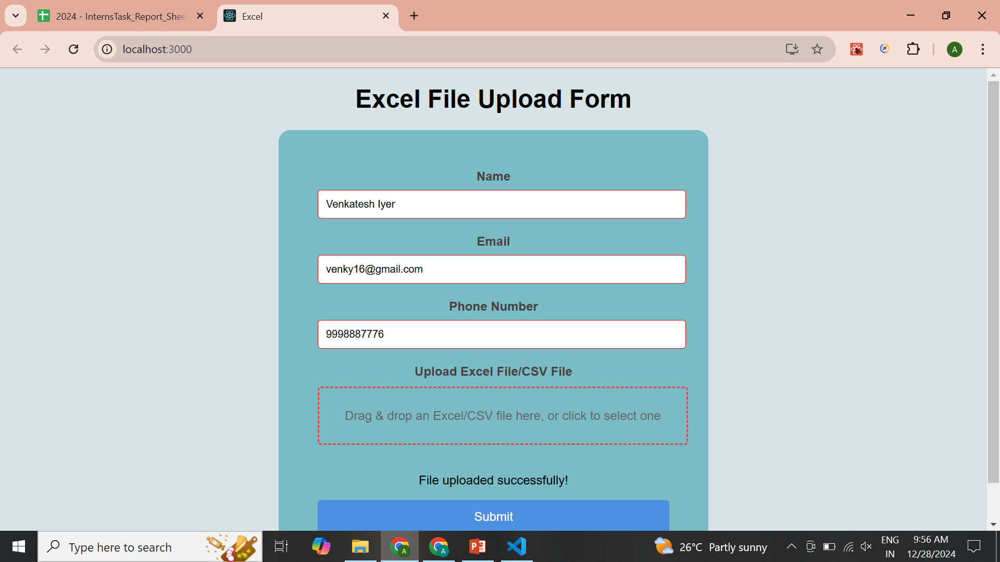 2024 - InternsTask_Report_Shee
Excel
localhost:3000
A
Excel File Upload Form
Name
Venkatesh Iyer
Email
venky16@gmail.com
Phone Number
9998887776
Upload Excel File/CSV File
Drag & drop an Excel/CSV file here, or click to select one
File uploaded successfully!
Submit
Type here to search
A
A
P
26°C Partly sunny
ENG
IN
9:56 AM
12/28/2024